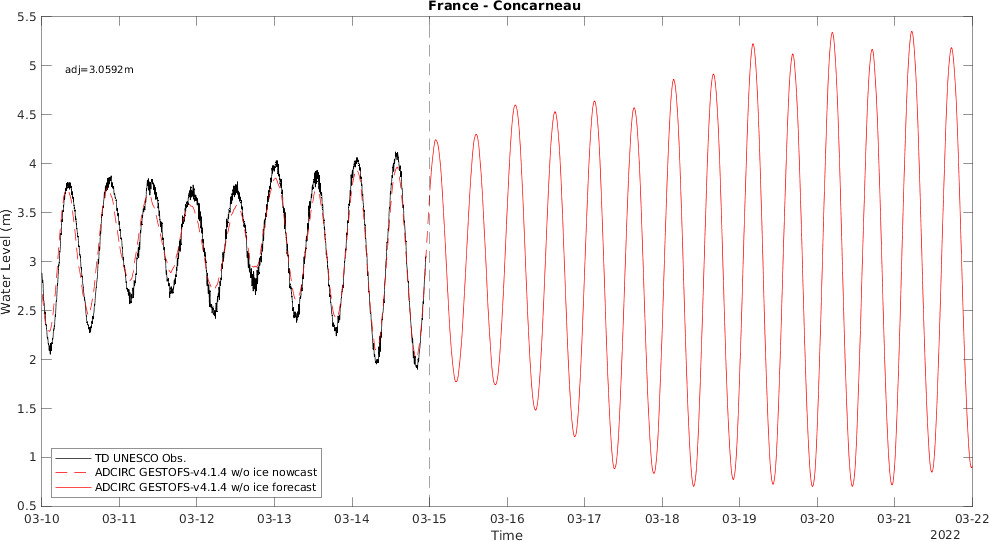 France - Concarneau
adj=3.0592m
5.5
5
4.5
4
3.5
3
2.5
2
1.5
1
0.5
Water Level (m)
TD UNESCO Obs.
ADCIRC GESTOFS-v4.1.4 w/o ice nowcast
ADCIRC GESTOFS-v4.1.4 w/o ice forecast
03-10 03-11 03-12 03-13 03-14 03-15 03-16 03-17 03-18 03-19 03-20 03-21 03-22
Time
2022